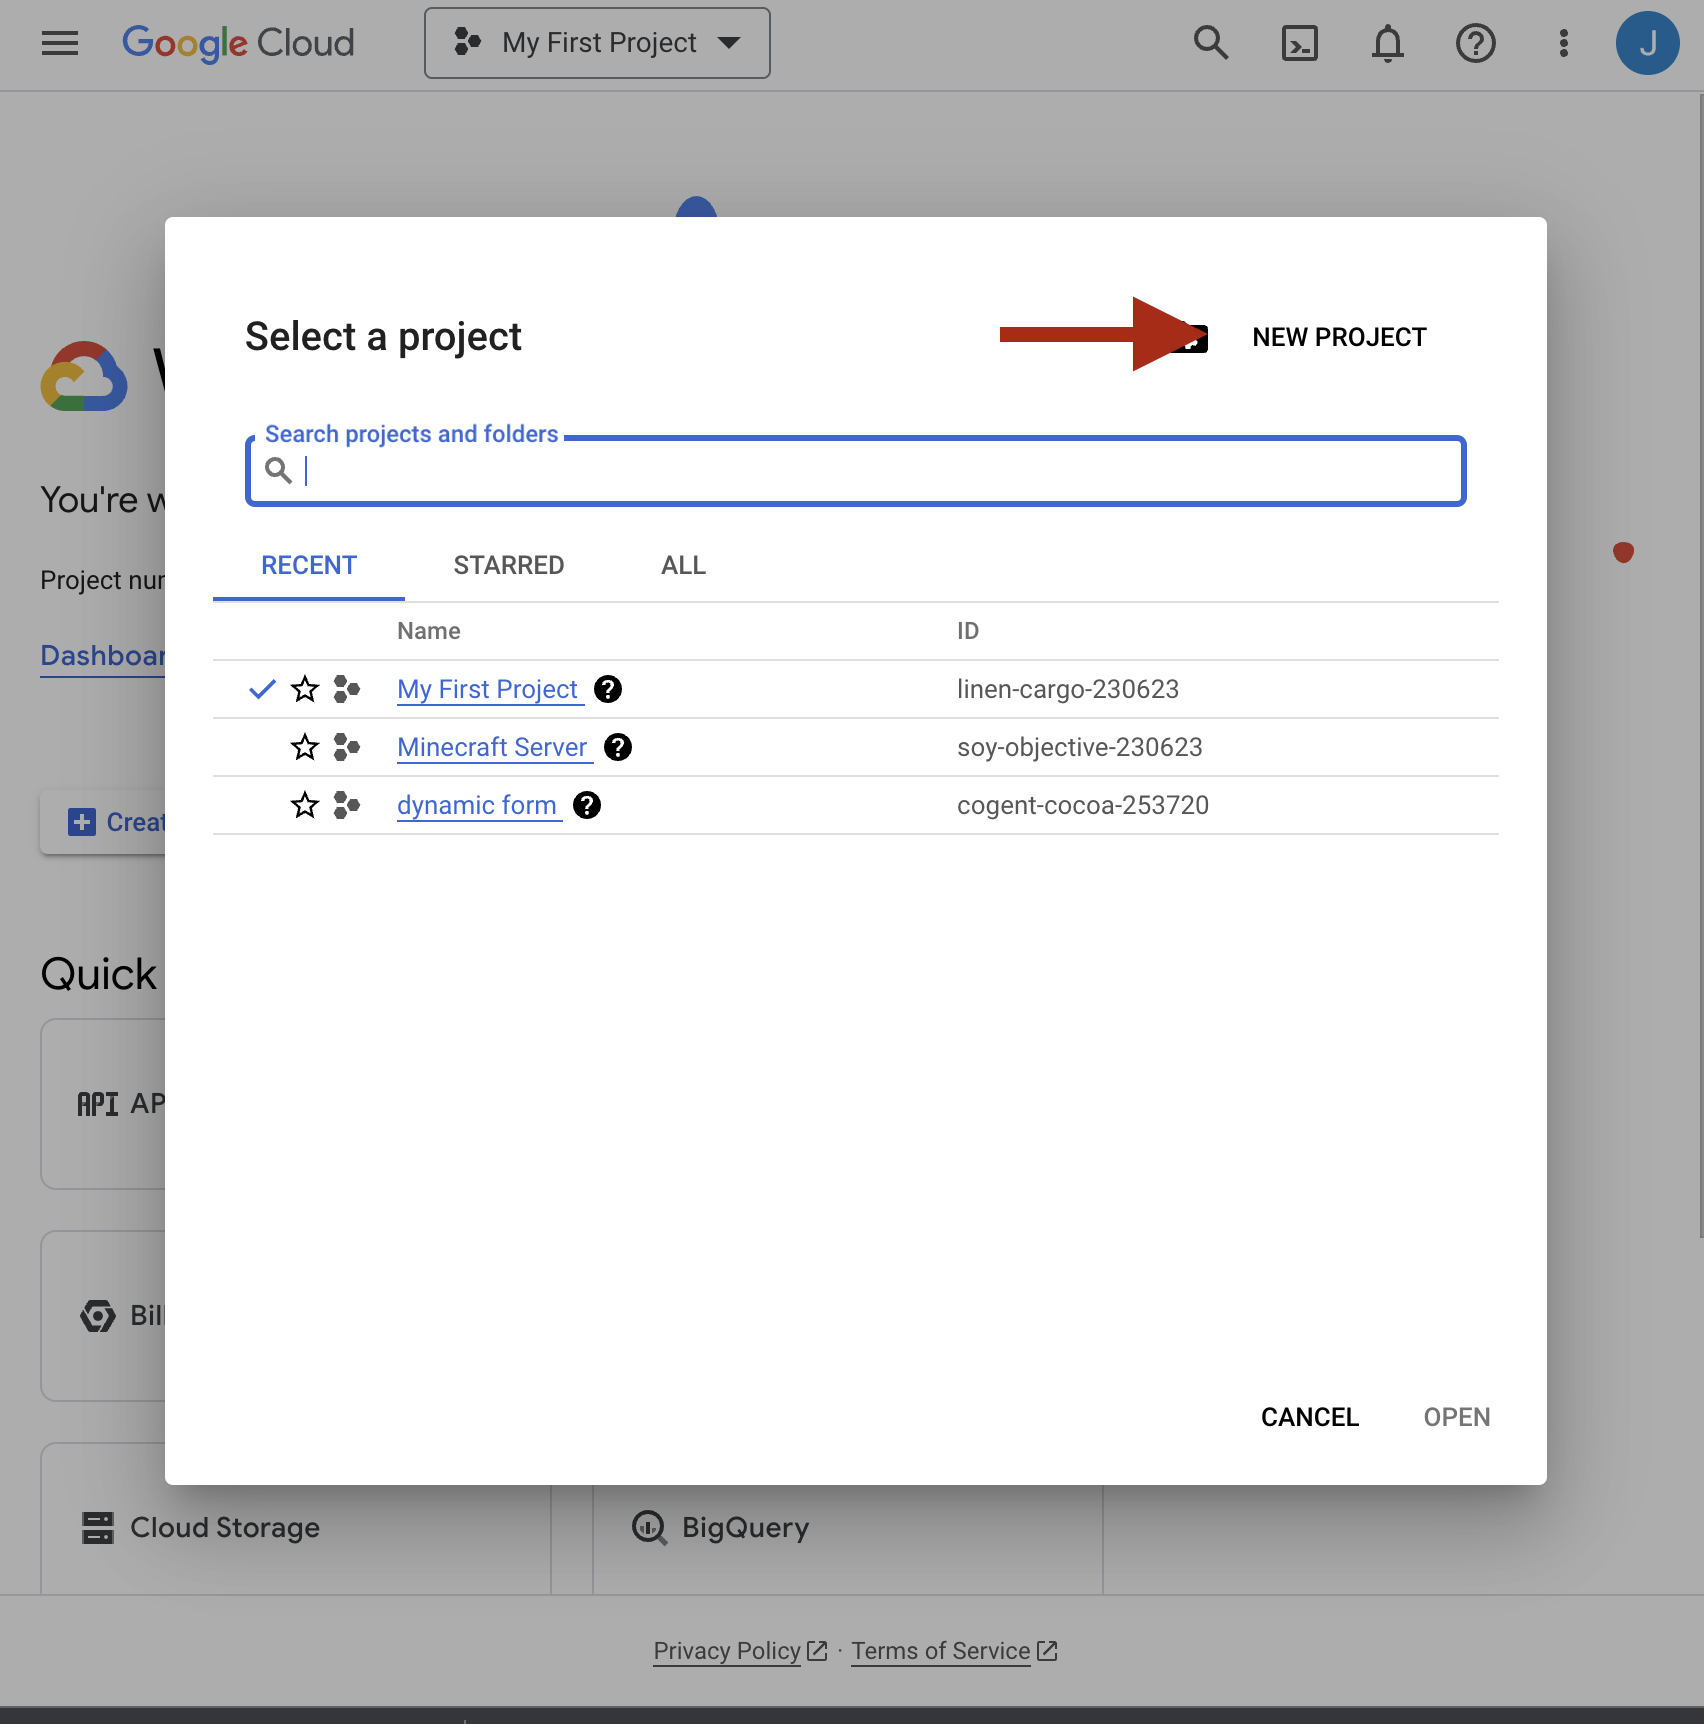 Google Cloud
My First Project
J
Select a project
NEW PROJECT
Search projects and folders
You're w
Project nur
Dashboar
RECENT STARRED ALL
Name ID
My First Project linen-cargo-230623
Minecraft Server soy-objective-230623
dynamic form cogent-cocoa-253720
Creat
Quick
API AP
Bill
CANCEL OPEN
Cloud Storage
BigQuery
Privacy Policy · Terms of Service